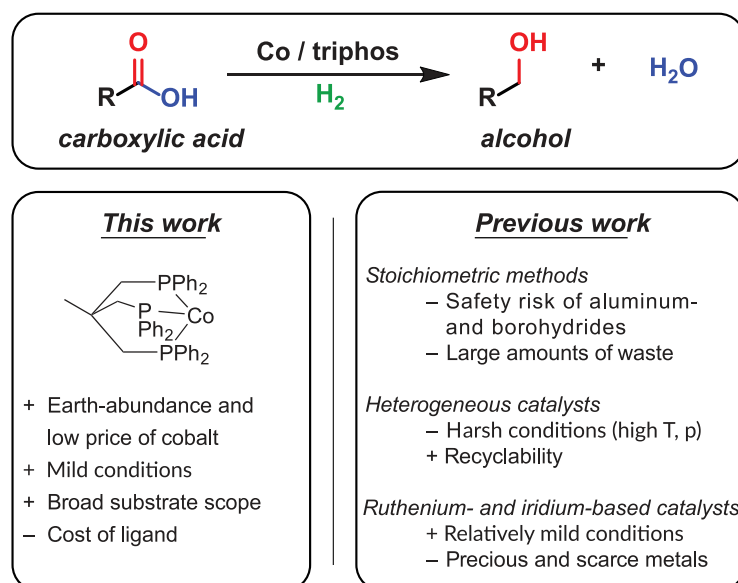 O
R
OH
carboxylic acid
Co / triphos
H₂
OH
R
alcohol
+
H₂O
This work
PPh₂
P
Ph₂
Co
PPh₂
+ Earth-abundance and
low price of cobalt
+ Mild conditions
+ Broad substrate scope
– Cost of ligand
Previous work
Stoichiometric methods
– Safety risk of aluminum-
and borohydrides
– Large amounts of waste
Heterogeneous catalysts
– Harsh conditions (high T, p)
+ Recyclability
Ruthenium- and iridium-based catalysts
+ Relatively mild conditions
– Precious and scarce metals